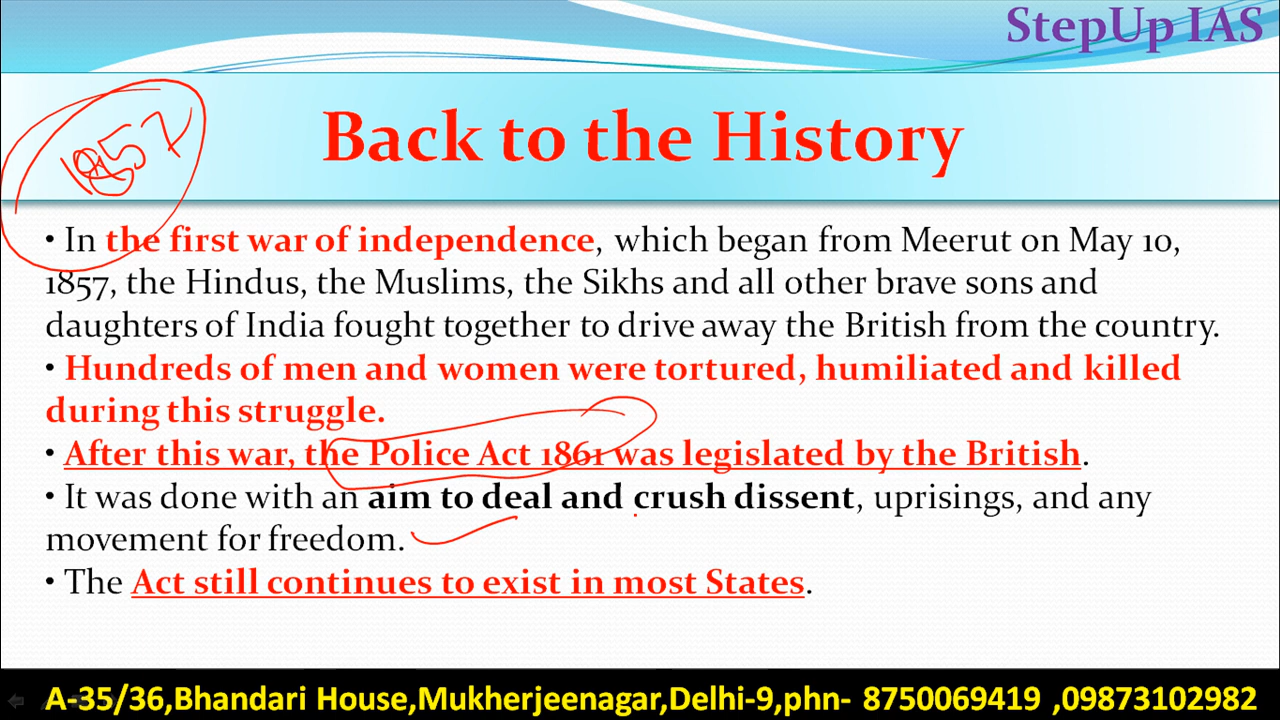 StepUp IAS
Back to the History
1857
• In the first war of independence, which began from Meerut on May 10,
1857, the Hindus, the Muslims, the Sikhs and all other brave sons and
daughters of India fought together to drive away the British from the country.
• Hundreds of men and women were tortured, humiliated and killed
during this struggle.
• After this war, the Police Act 1861 was legislated by the British.
• It was done with an aim to deal and crush dissent, uprisings, and any
movement for freedom.
• The Act still continues to exist in most States.
A-35/36,Bhandari House,Mukherjeenagar,Delhi-9,phn- 8750069419 ,09873102982